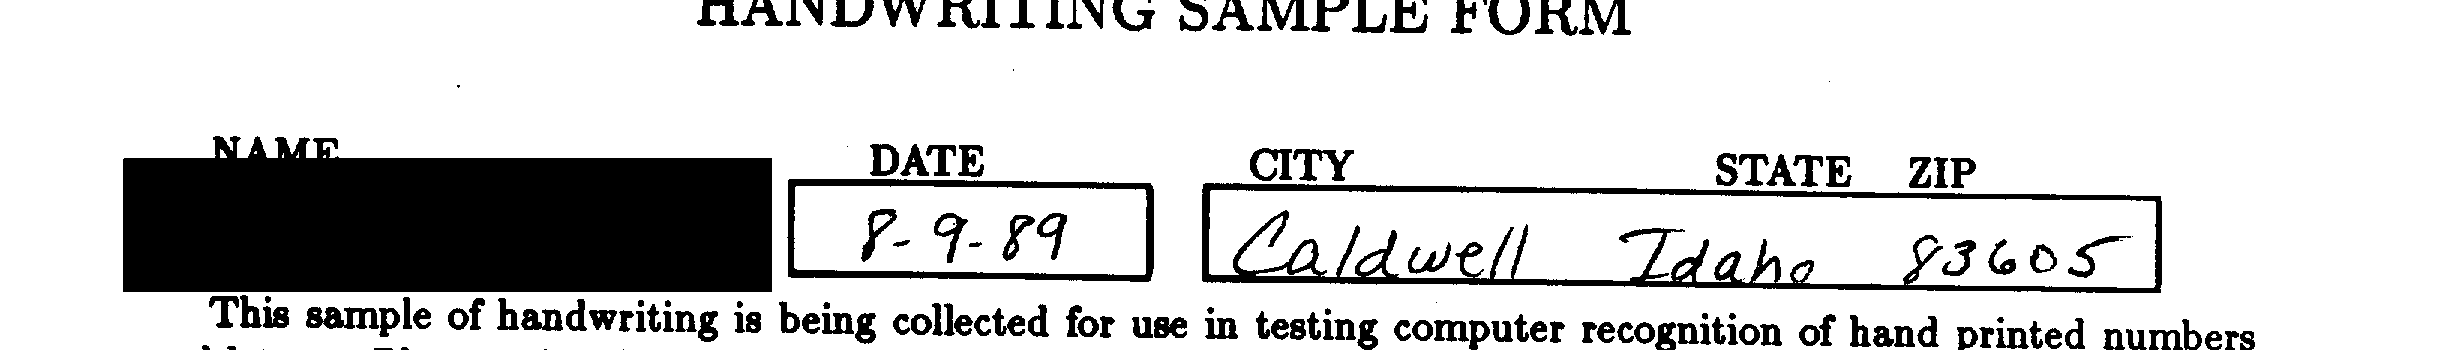 HANDWRITING SAMPLE FORM
NAME DATE CITY STATE ZIP
8-9-89 Caldwell Idaho 83605
This sample of handwriting is being collected for use in testing computer recognition of hand printed numbers